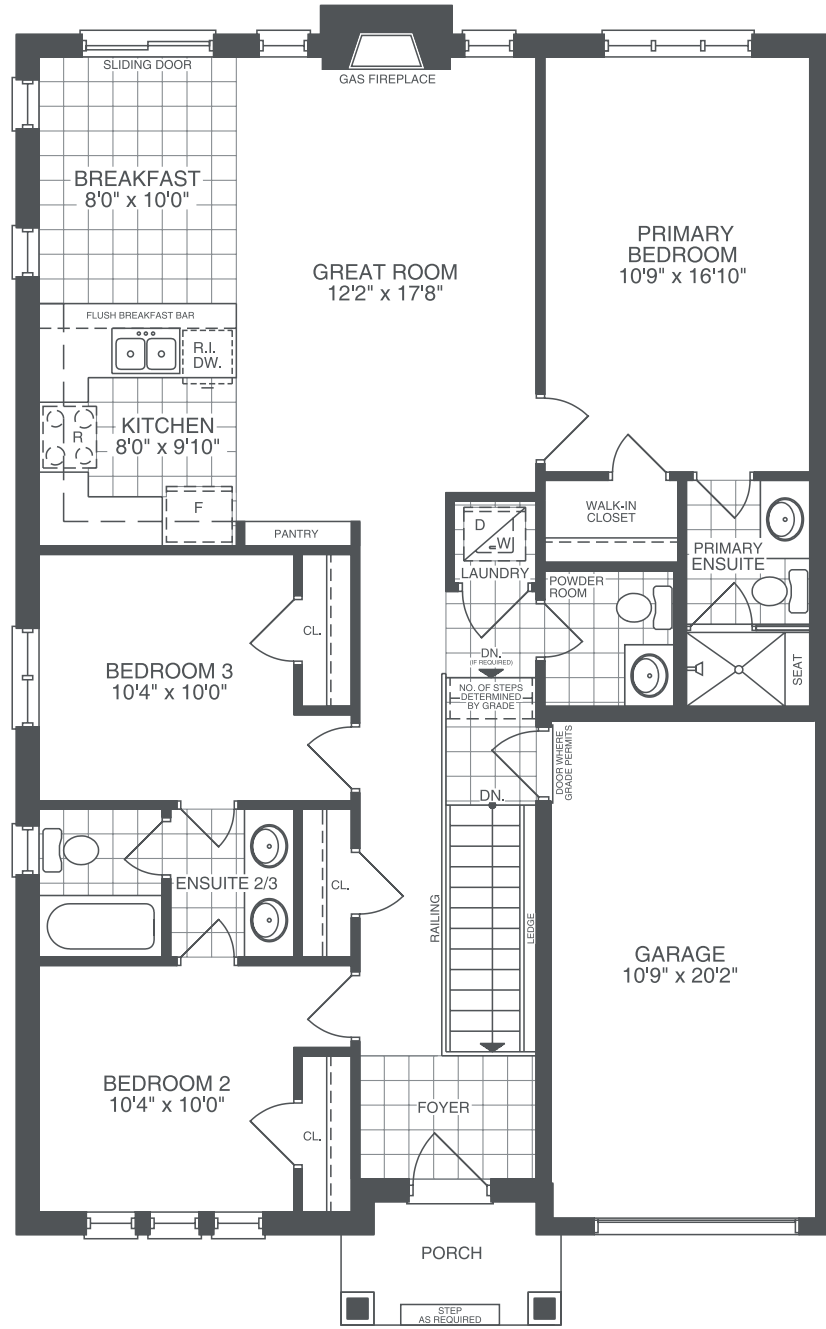 SLIDING DOOR
GAS FIREPLACE
BREAKFAST
8'0" x 10'0"
GREAT ROOM
12'2" x 17'8"
PRIMARY
BEDROOM
10'9" x 16'10"
FLUSH BREAKFAST BAR
R.I.
DW.
KITCHEN
8'0" x 9'10"
R
F
PANTRY
D
W
LAUNDRY
WALK-IN
CLOSET
PRIMARY
ENSUITE
POWDER
ROOM
SEAT
DN.
(IF REQUIRED)
NO. OF STEPS
DETERMINED
BY GRADE
DOOR WHERE
GRADE PERMITS
DN.
CL.
BEDROOM 3
10'4" x 10'0"
ENSUITE 2/3
CL.
RAILING
LEDGE
GARAGE
10'9" x 20'2"
BEDROOM 2
10'4" x 10'0"
CL.
FOYER
PORCH
STEP
AS REQUIRED